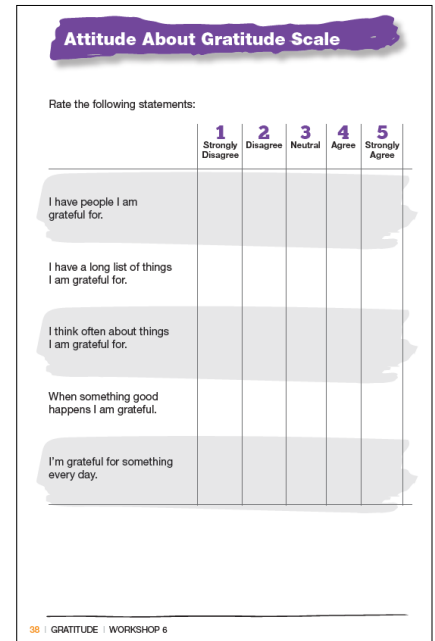 Attitude About Gratitude Scale
Rate the following statements:
1 2 3 4 5
Strongly Disagree Neutral Agree Strongly
Disagree Agree
I have people I am
grateful for.
I have a long list of things
I am grateful for.
I think often about things
I am grateful for.
When something good
happens I am grateful.
I'm grateful for something
every day.
38 | GRATITUDE | WORKSHOP 6